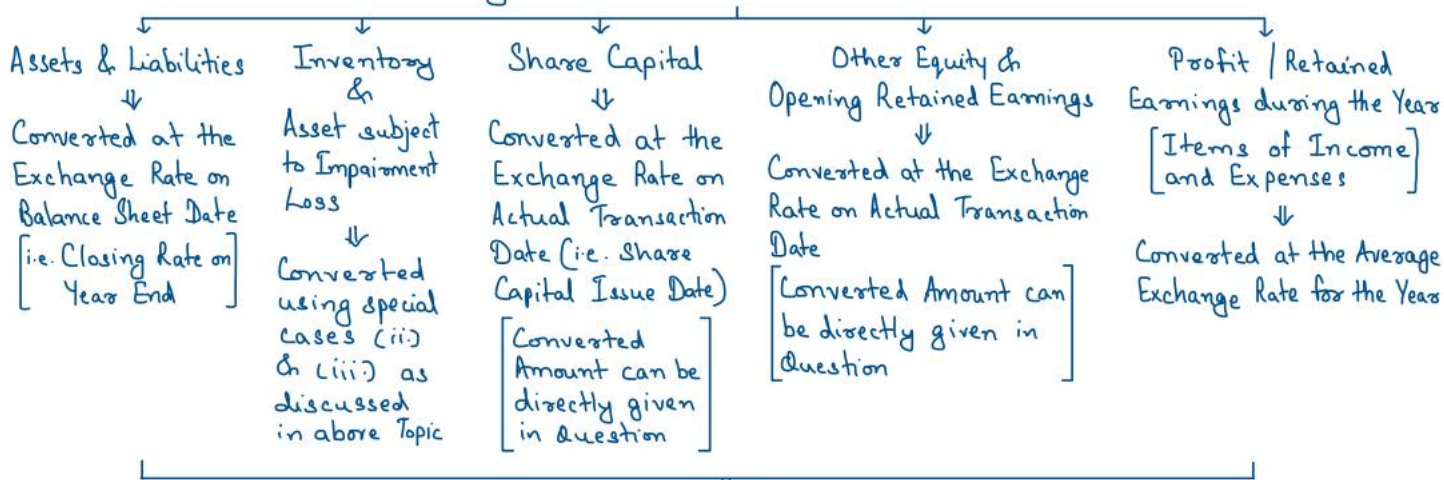 Assets & Liabilities
⇓
Converted at the
Exchange Rate on
Balance Sheet Date
[i.e. Closing Rate on
Year End]
Inventory
&
Asset subject
to Impairment
Loss
⇓
Converted
using special
cases (ii.)
& (iii.) as
discussed
in above Topic
Share Capital
⇓
Converted at the
Exchange Rate on
Actual Transaction
Date (i.e. Share
Capital Issue Date)
[Converted
Amount can be
directly given
in Question]
Other Equity &
Opening Retained Earnings
⇓
Converted at the Exchange
Rate on Actual Transaction
Date
[Converted Amount can
be directly given in
Question]
Profit / Retained
Earnings during the Year
[Items of Income
and Expenses]
⇓
Converted at the Average
Exchange Rate for the Year